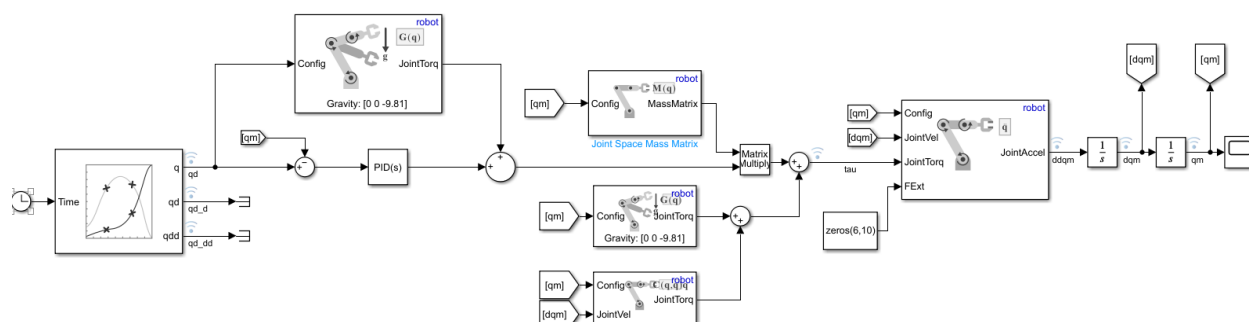 robot
G(q)
g
Config
JointTorq
Gravity: [0 0 -9.81]
[qm]
PID(s)
Time
q
qd
qd
qd_d
qdd
qd_dd
robot
M(q)
[qm]
Config
MassMatrix
Joint Space Mass Matrix
Matrix
Multiply
tau
robot
G(q)
[qm]
Config
JointTorq
Gravity: [0 0 -9.81]
robot
[qm]
Config
JointTorq
[dqm]
JointVel
robot
[qm]
Config
[dqm]
JointVel
JointTorq
JointAccel
FExt
zeros(6,10)
ddqm
1
s
dqm
1
s
qm
[dqm]
[qm]